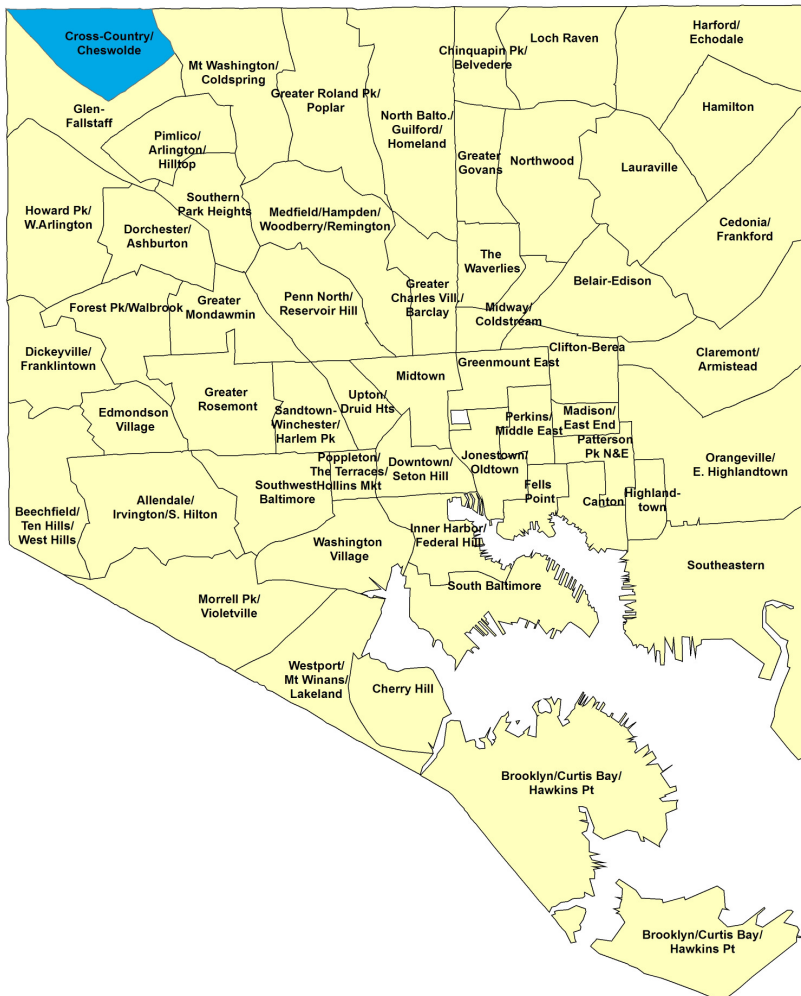 Cross-Country/
Cheswolde
Mt Washington/
Coldspring
Greater Roland Pk/
Poplar
Chinquapin Pk/
Belvedere
Loch Raven
Harford/
Echodale
Glen-
Fallstaff
North Balto./
Guilford/
Homeland
Hamilton
Pimlico/
Arlington/
Hilltop
Greater
Govans
Northwood
Lauraville
Howard Pk/
W.Arlington
Southern
Park Heights
Medfield/Hampden/
Woodberry/Remington
Dorchester/
Ashburton
Cedonia/
Frankford
The
Waverlies
Belair-Edison
Forest Pk/Walbrook
Greater
Mondawmin
Penn North/
Reservoir Hill
Greater
Charles Vill./
Barclay
Midway/
Coldstream
Dickeyville/
Franklintown
Midtown
Greenmount East
Clifton-Berea
Claremont/
Armistead
Edmondson
Village
Greater
Rosemont
Sandtown-
Winchester/
Harlem Pk
Upton/
Druid Hts
Perkins/
Middle East
Madison/
East End
Patterson
Pk N&E
Orangeville/
E. Highlandtown
Poppleton/
The Terraces/
Hollins Mkt
Downtown/
Seton Hill
Jonestown/
Oldtown
Southwest
Baltimore
Fells
Point
Canton
Highland-
town
Beechfield/
Ten Hills/
West Hills
Allendale/
Irvington/S. Hilton
Washington
Village
Inner Harbor/
Federal Hill
South Baltimore
Southeastern
Morrell Pk/
Violetville
Westport/
Mt Winans/
Lakeland
Cherry Hill
Brooklyn/Curtis Bay/
Hawkins Pt
Brooklyn/Curtis Bay/
Hawkins Pt